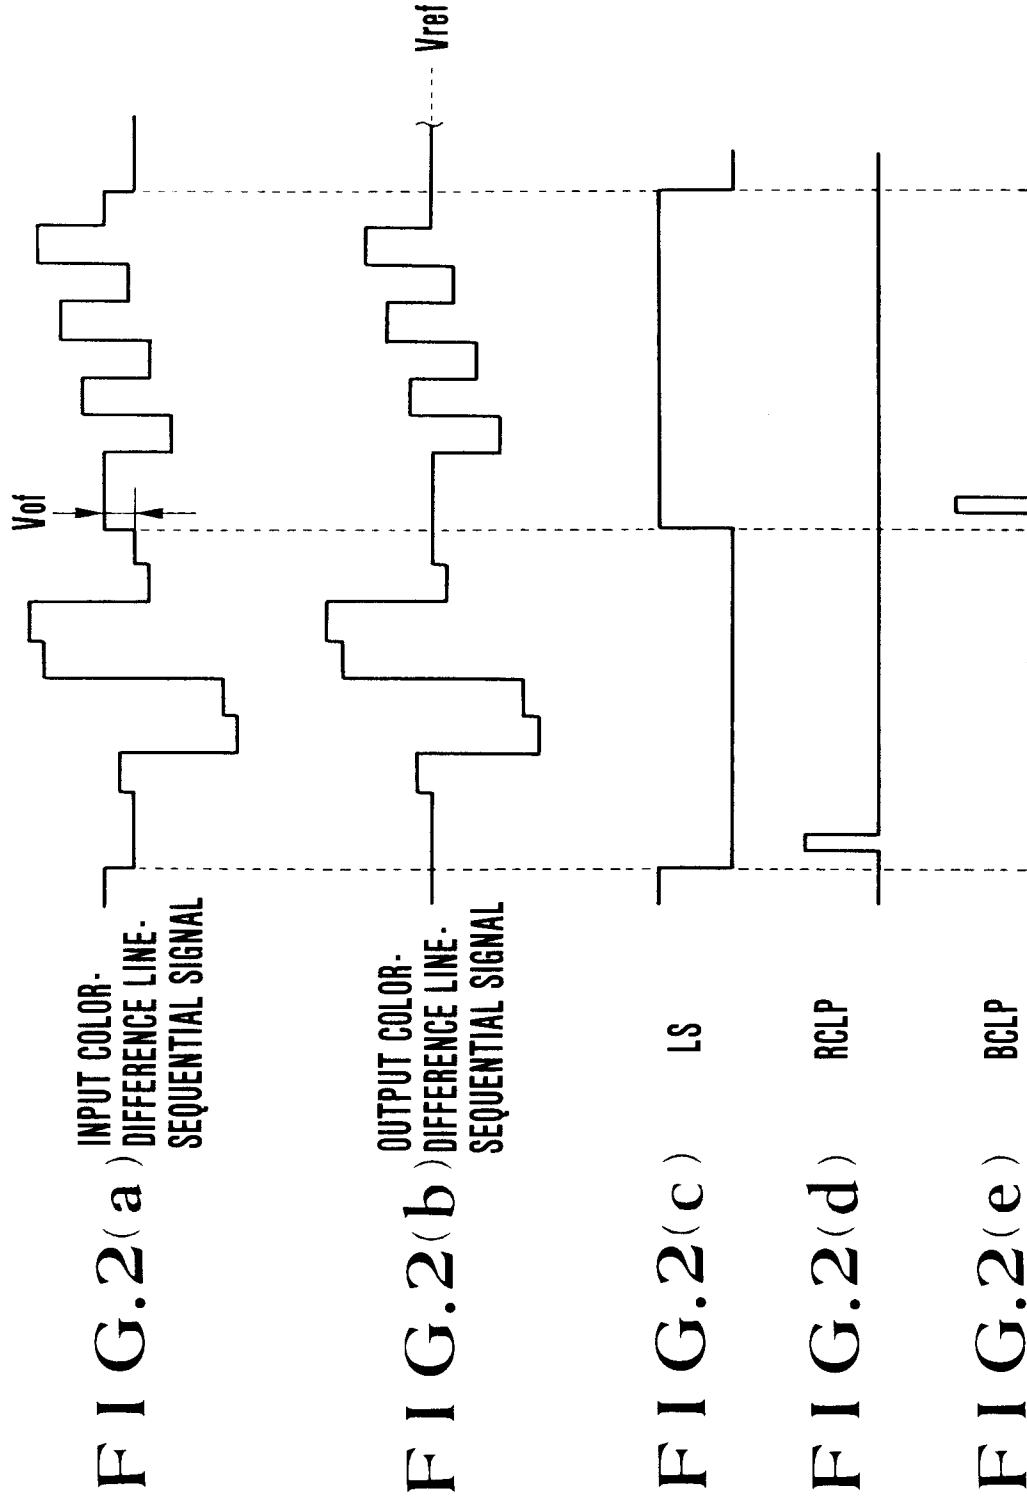 FIG.2(a) INPUT COLOR-
DIFFERENCE LINE-
SEQUENTIAL SIGNAL
Vof
FIG.2(b) OUTPUT COLOR-
DIFFERENCE LINE-
SEQUENTIAL SIGNAL
Vref
FIG.2(c) LS
FIG.2(d) RCLP
FIG.2(e) BCLP